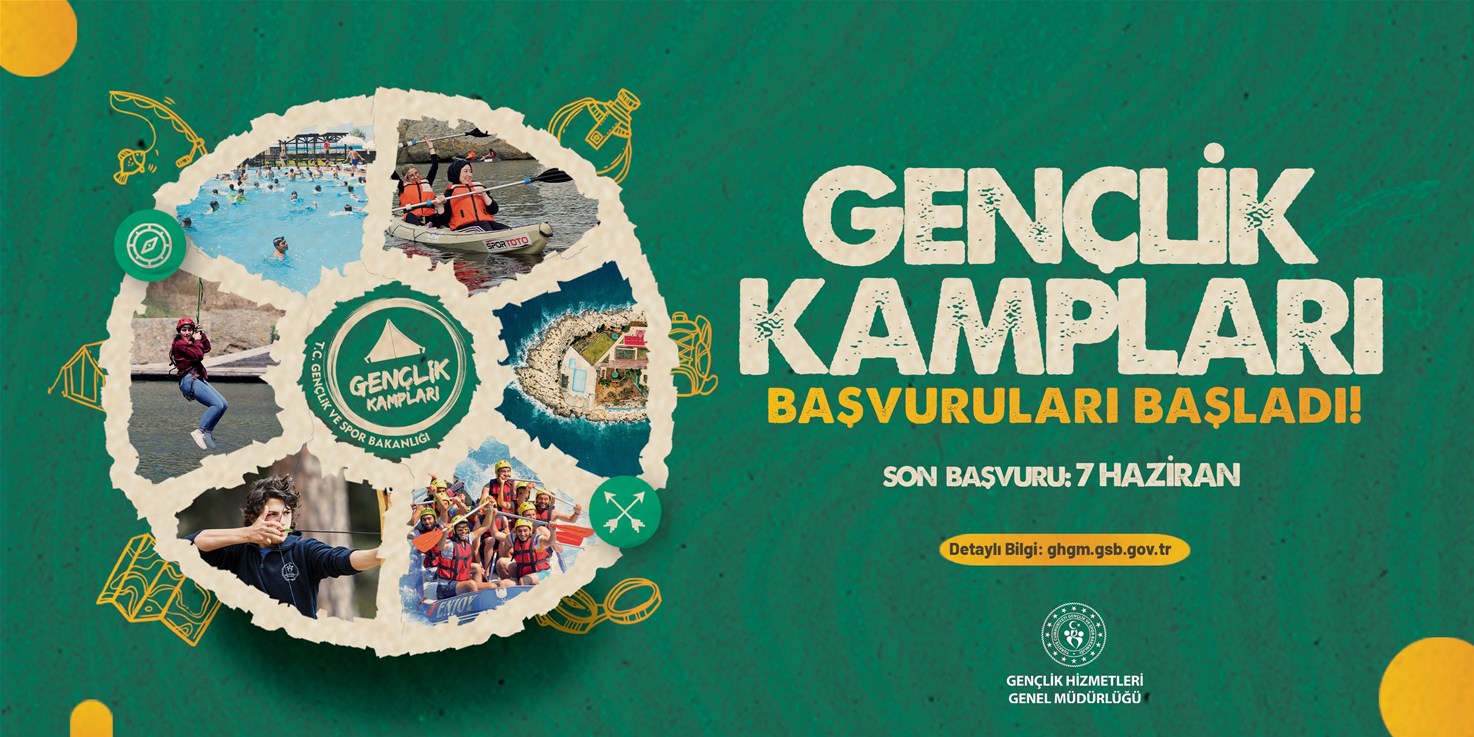 GENÇLİK
KAMPLARI
BAŞVURULARI BAŞLADI!
SON BAŞVURU: 7 HAZİRAN
Detaylı Bilgi: ghgm.gsb.gov.tr
GENÇLİK HİZMETLERİ
GENEL MÜDÜRLÜĞÜ
GENÇLİK
KAMPLARI
T.C. GENÇLİK VE SPOR BAKANLIĞI
SPORTOTO